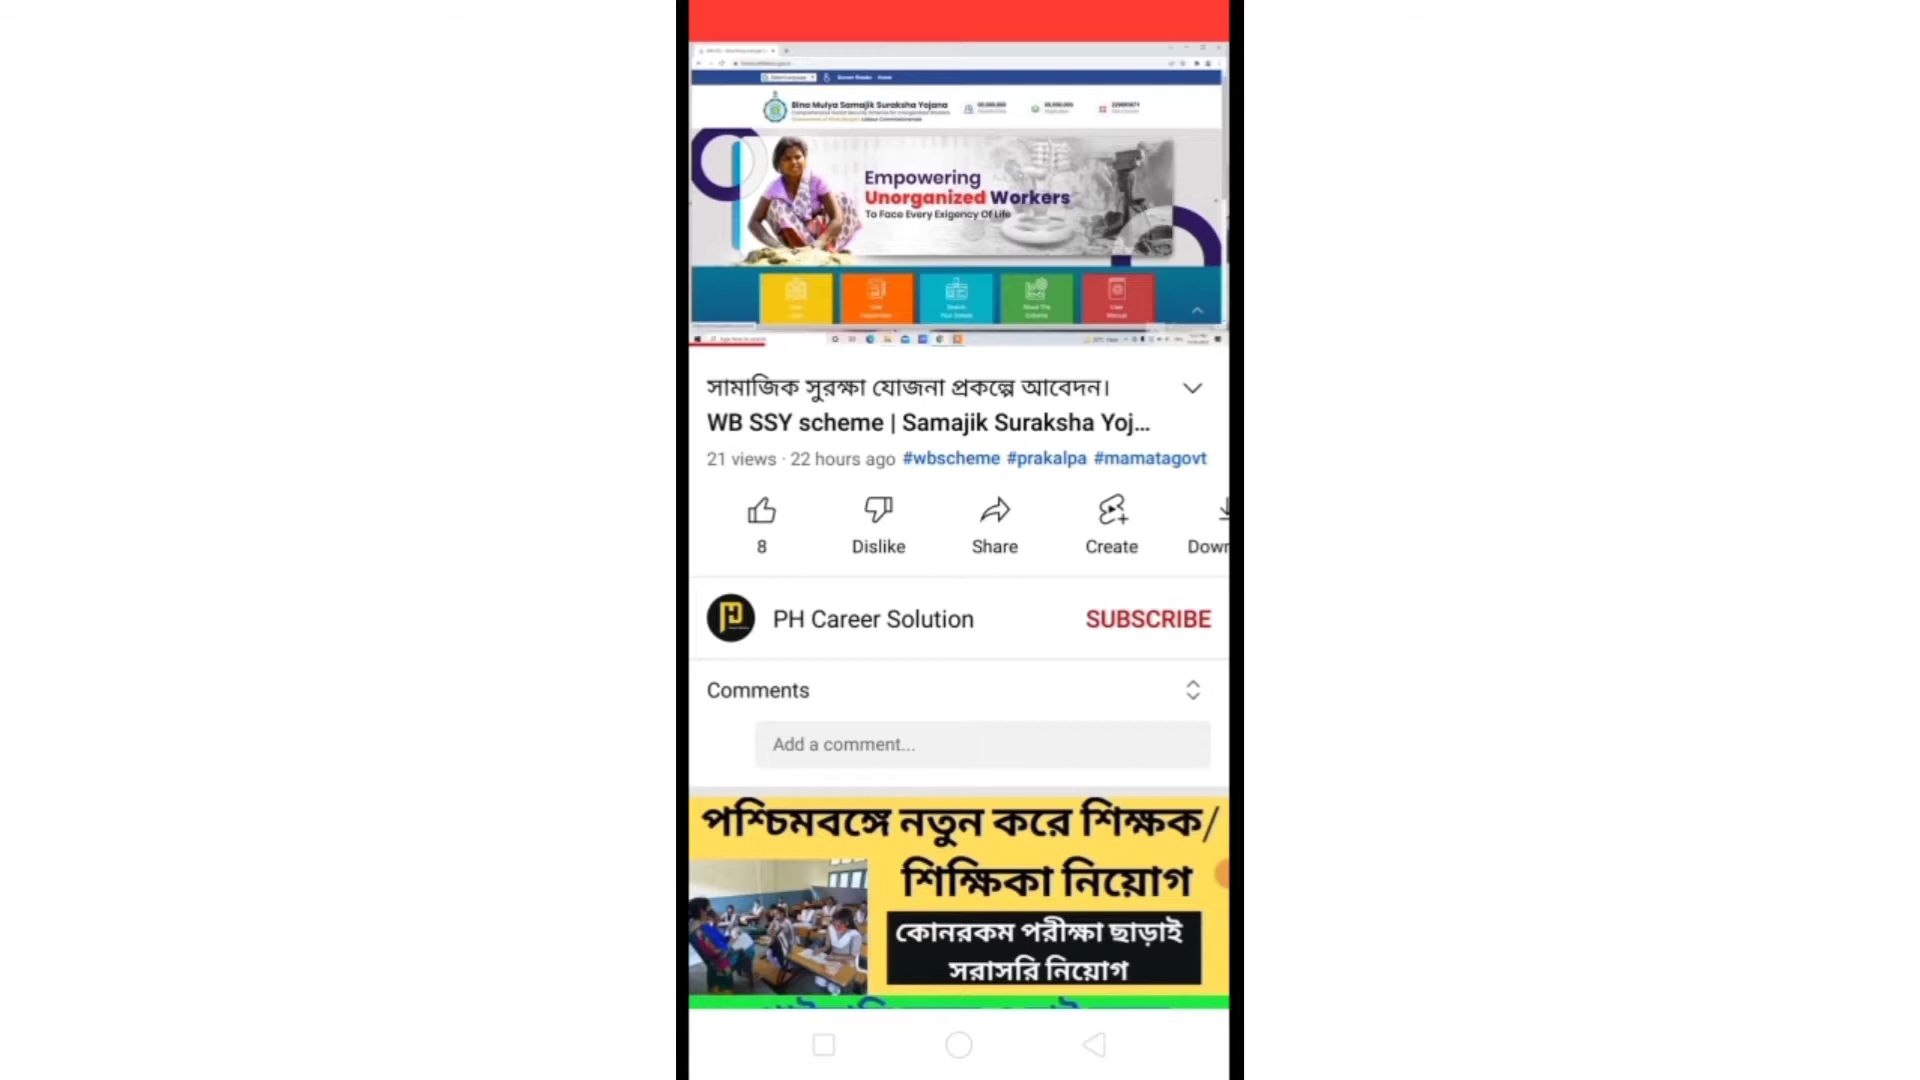 Bina Mulya Samajik Suraksha Yojana
Empowering
Unorganized Workers
To Face Every Exigency Of Life
সামাজিক সুরক্ষা যোজনা প্রকল্পে আবেদন।
WB SSY scheme | Samajik Suraksha Yoj...
21 views · 22 hours ago #wbscheme #prakalpa #mamatagovt
8 Dislike Share Create Down
PH Career Solution SUBSCRIBE
Comments
Add a comment...
পশ্চিমবঙ্গে নতুন করে শিক্ষক/
শিক্ষিকা নিয়োগ
কোনরকম পরীক্ষা ছাড়াই
সরাসরি নিয়োগ